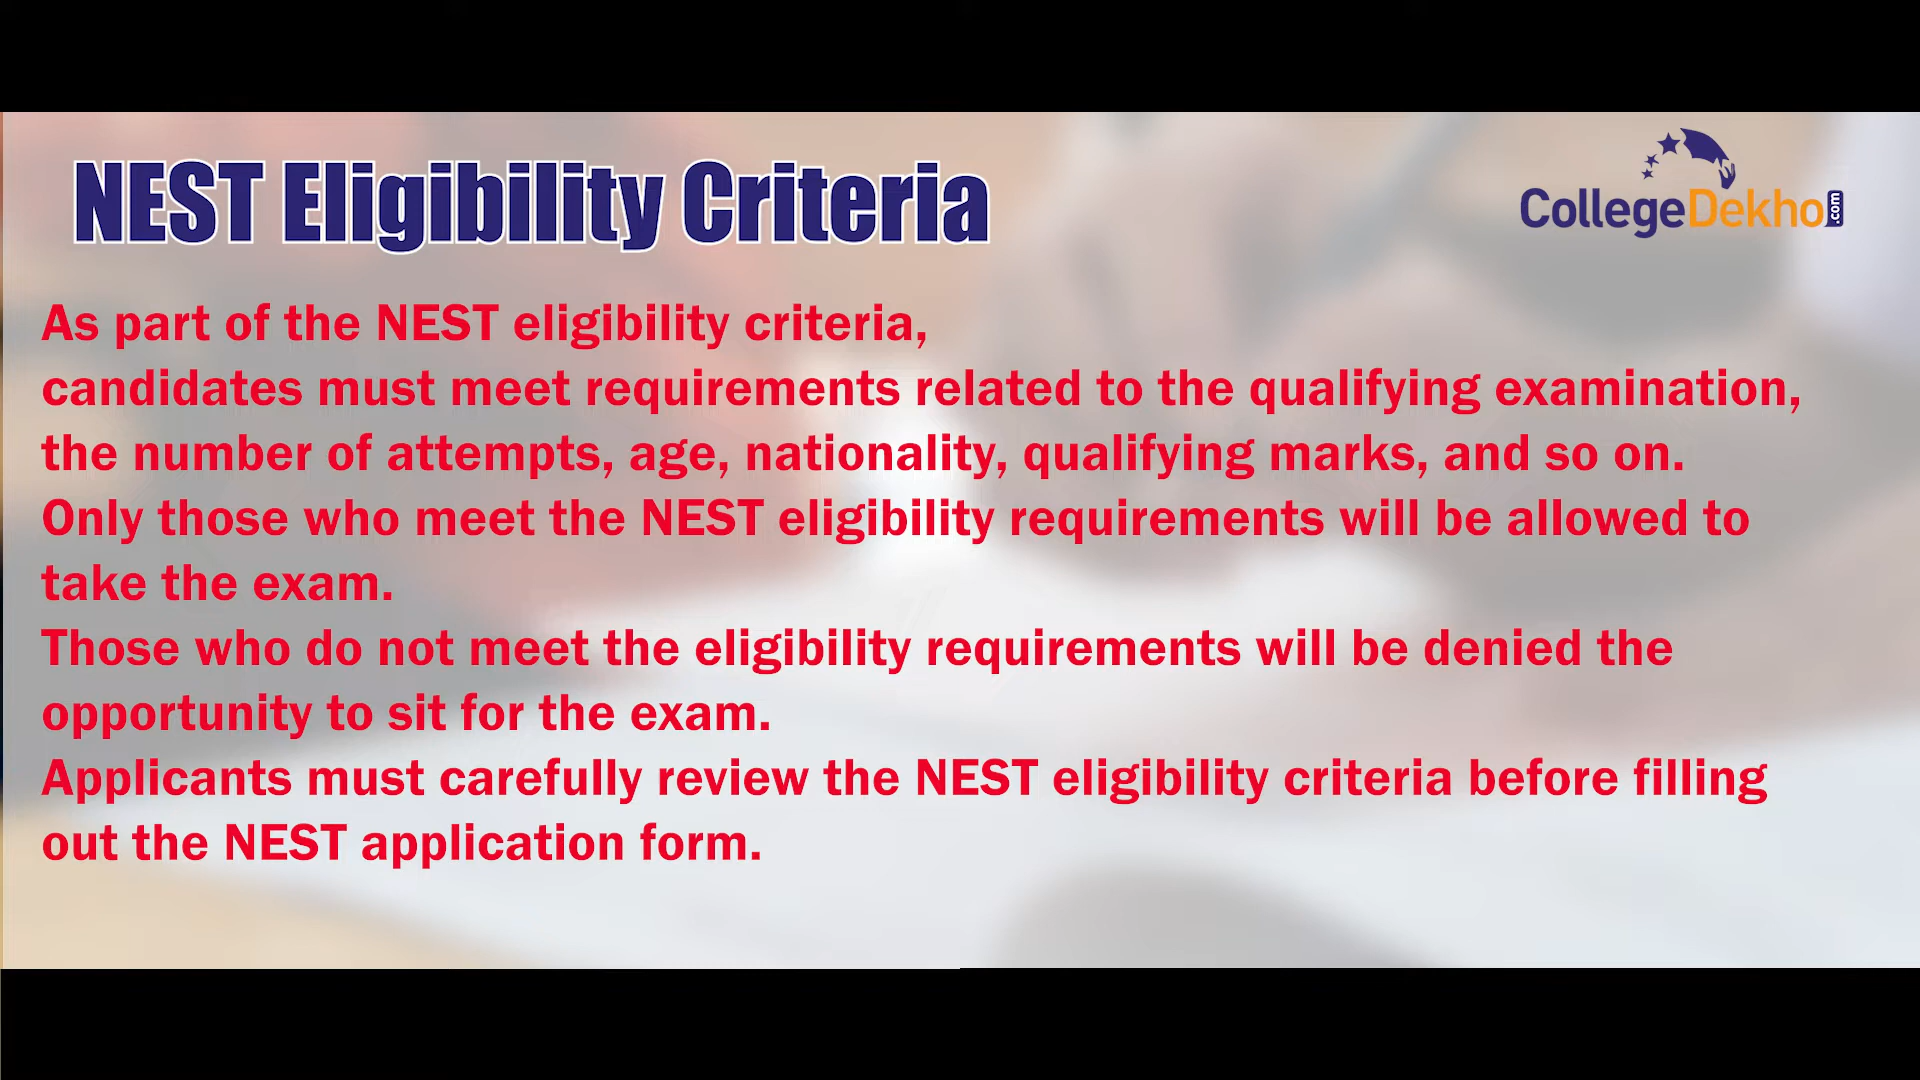 NEST Eligibility Criteria
CollegeDekho.com
As part of the NEST eligibility criteria,
candidates must meet requirements related to the qualifying examination,
the number of attempts, age, nationality, qualifying marks, and so on.
Only those who meet the NEST eligibility requirements will be allowed to
take the exam.
Those who do not meet the eligibility requirements will be denied the
opportunity to sit for the exam.
Applicants must carefully review the NEST eligibility criteria before filling
out the NEST application form.